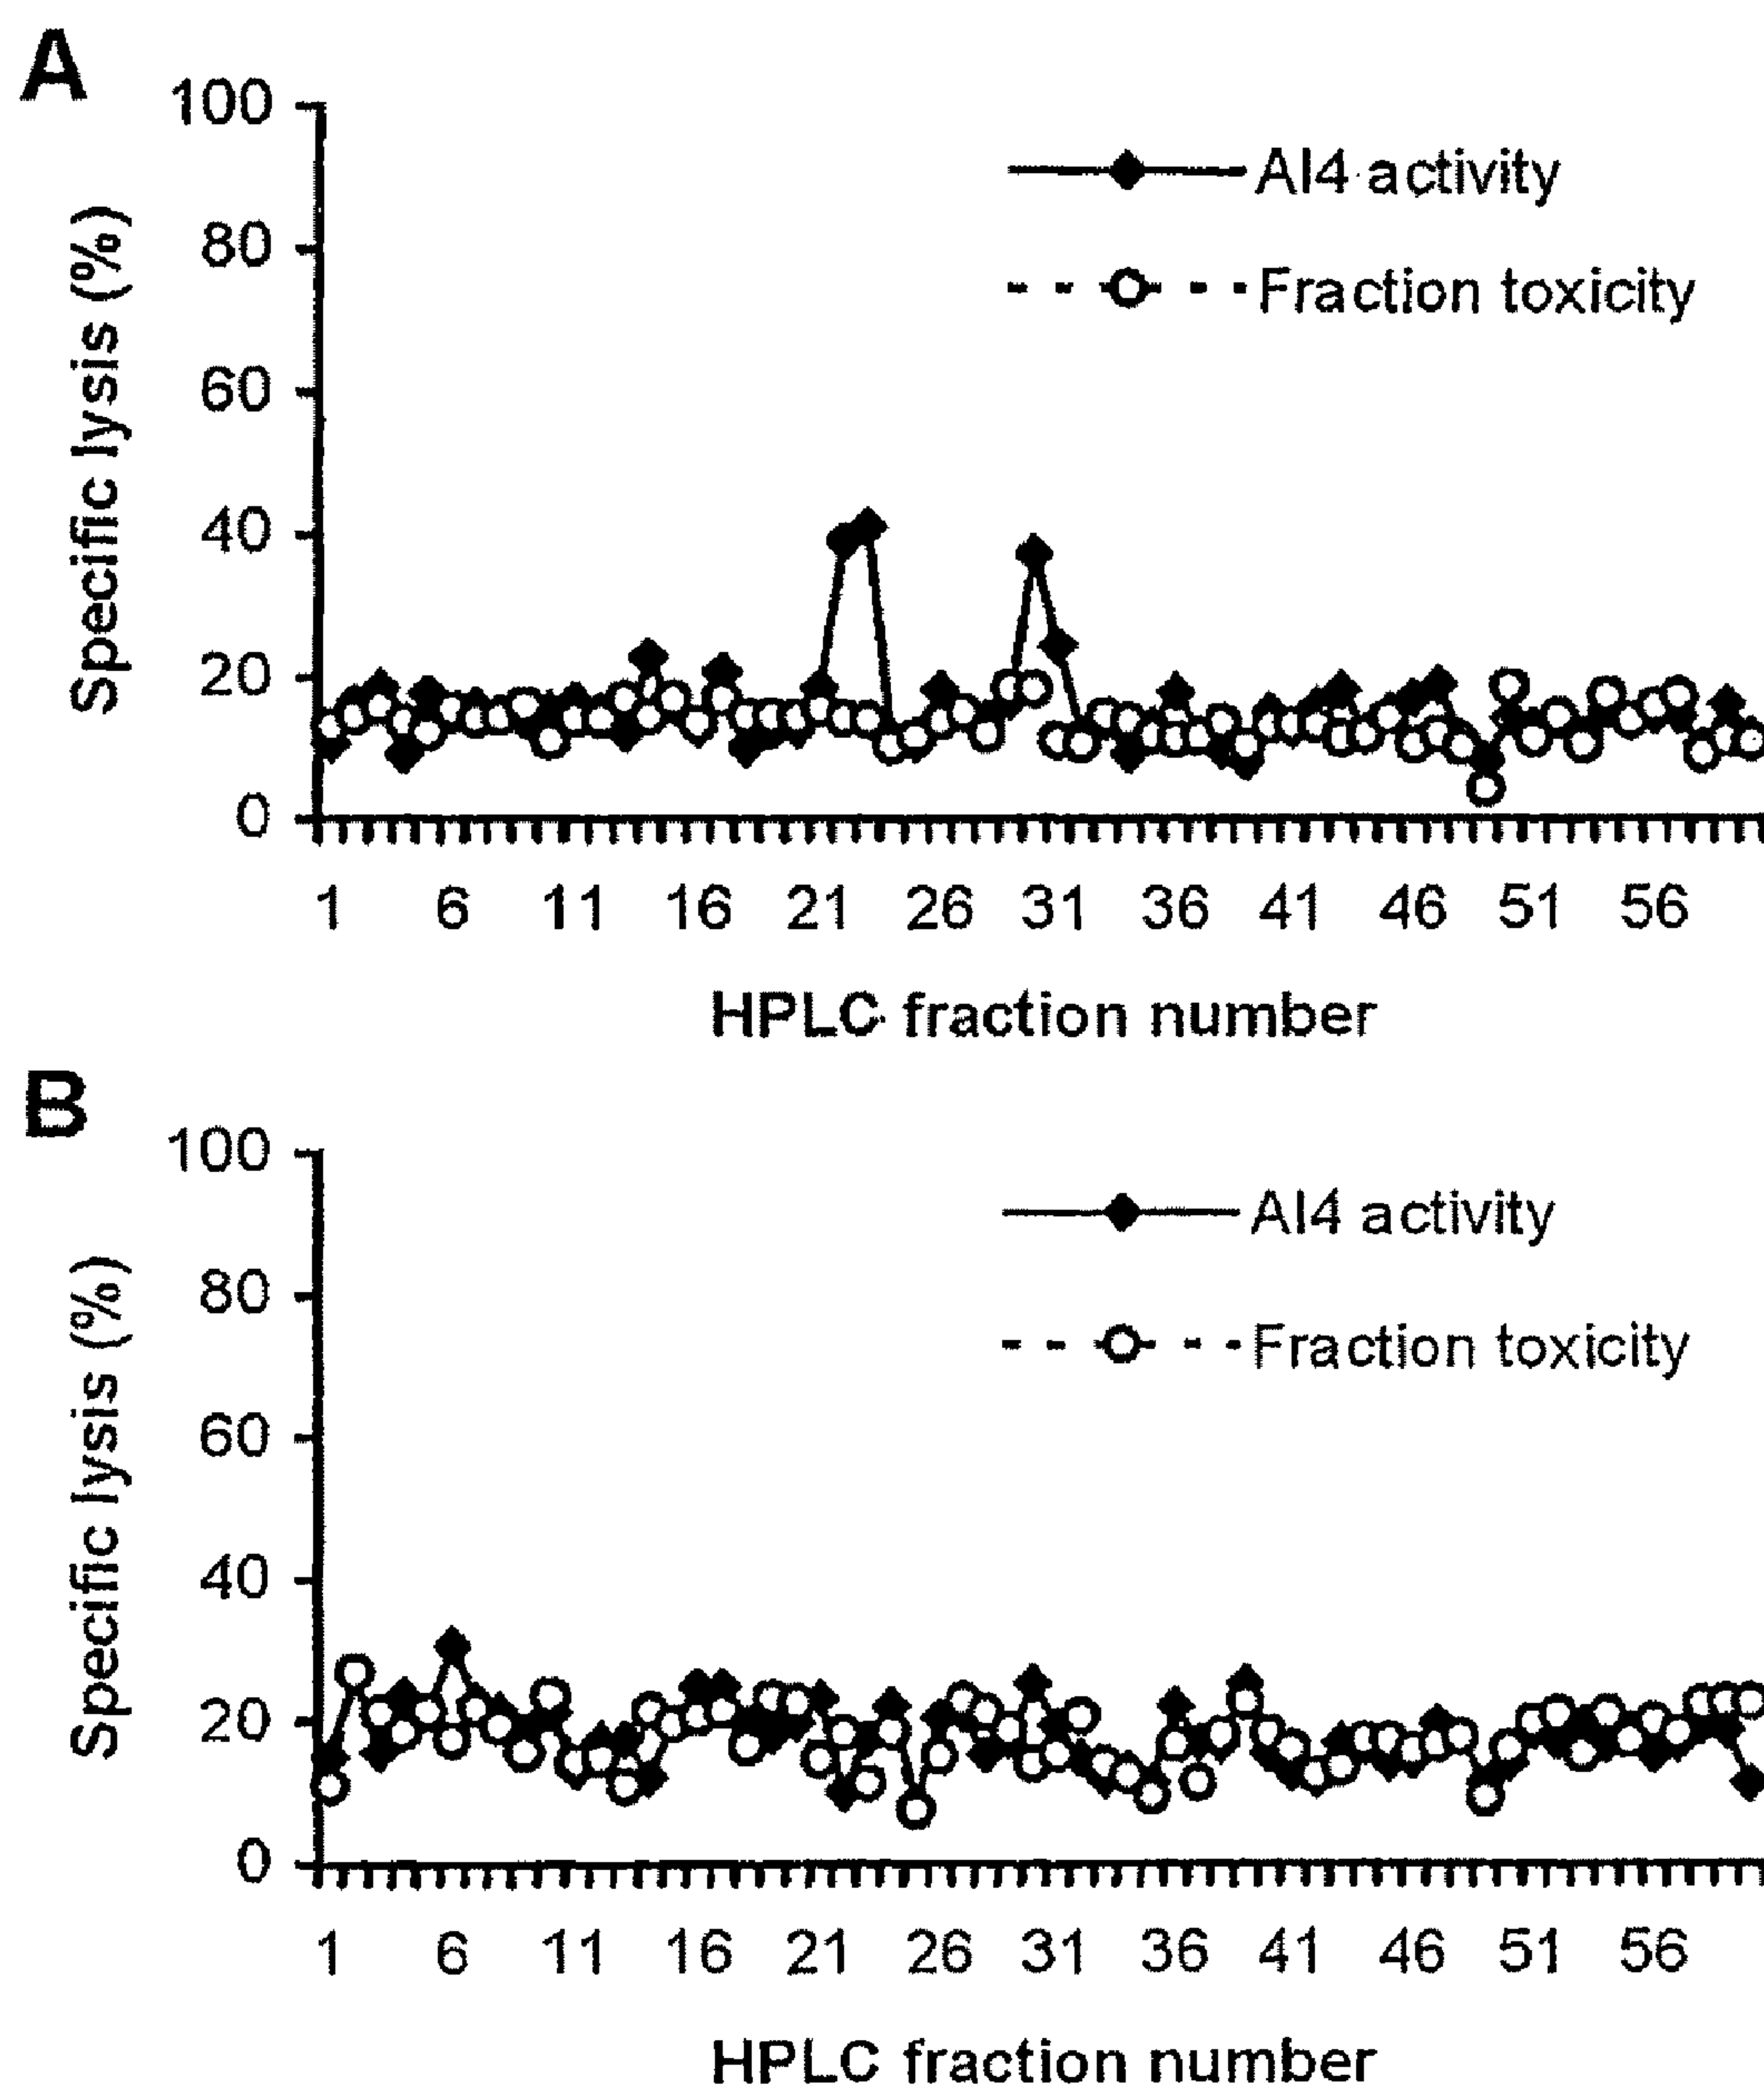 A
100
AI4 activity
80
Fraction toxicity
60
Specific lysis (%)
40
20
0
1 6 11 16 21 26 31 36 41 46 51 56
HPLC fraction number
B
100
AI4 activity
80
Fraction toxicity
60
Specific lysis (%)
40
20
0
1 6 11 16 21 26 31 36 41 46 51 56
HPLC fraction number